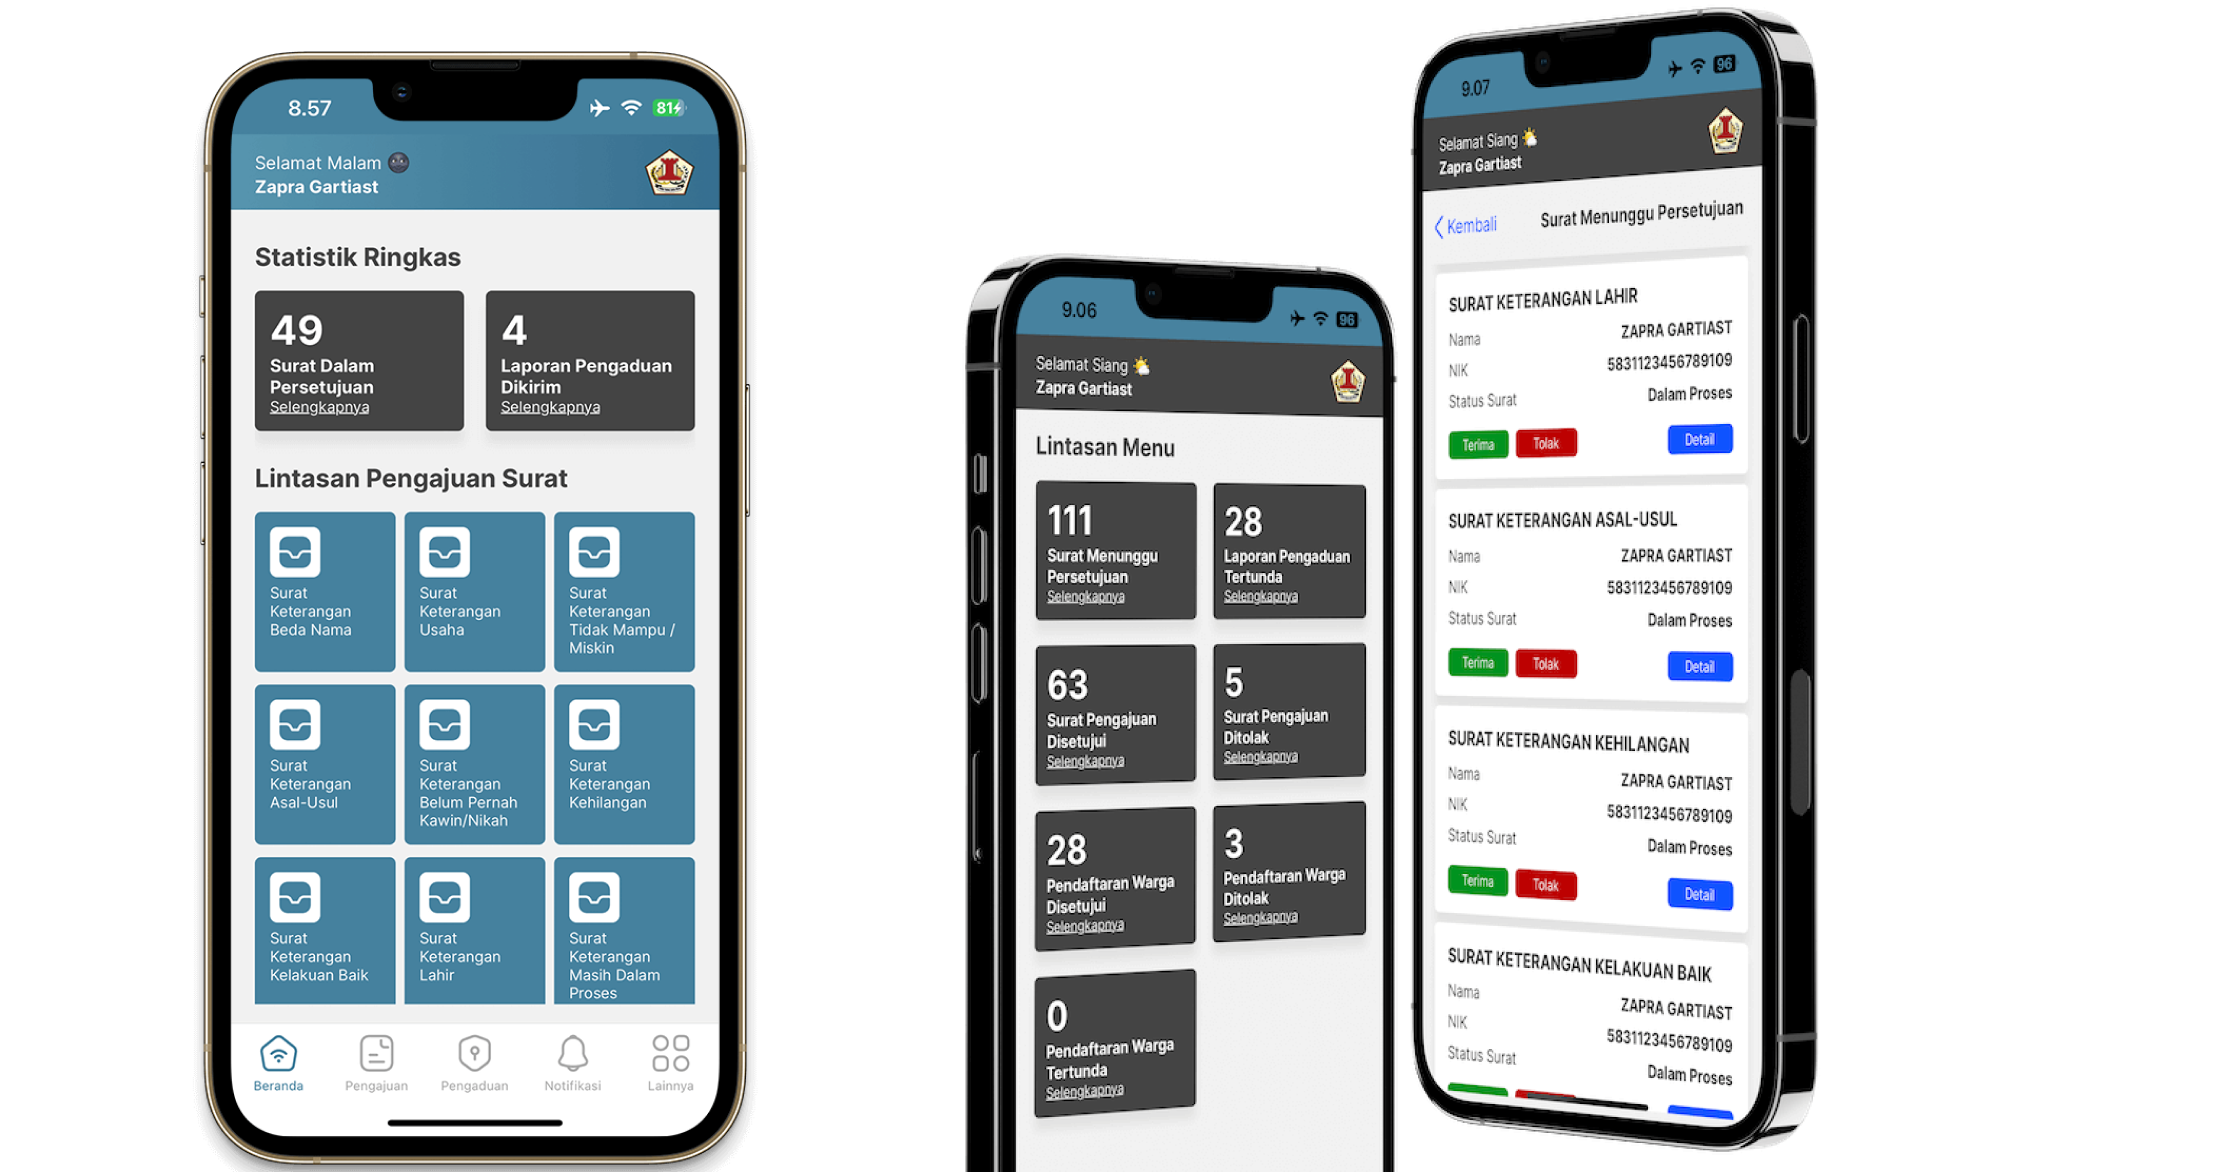 8.57
81
Selamat Malam 🌚
Zapra Gartiast
Statistik Ringkas
49
Surat Dalam
Persetujuan
Selengkapnya
4
Laporan Pengaduan
Dikirim
Selengkapnya
Lintasan Pengajuan Surat
Surat
Keterangan
Beda Nama
Surat
Keterangan
Usaha
Surat
Keterangan
Tidak Mampu /
Miskin
Surat
Keterangan
Asal-Usul
Surat
Keterangan
Belum Pernah
Kawin/Nikah
Surat
Keterangan
Kehilangan
Surat
Keterangan
Kelakuan Baik
Surat
Keterangan
Lahir
Surat
Keterangan
Masih Dalam
Proses
Beranda
Pengajuan
Pengaduan
Notifikasi
Lainnya
9.06
96
Selamat Siang 🌤️
Zapra Gartiast
Lintasan Menu
111
Surat Menunggu
Persetujuan
Selengkapnya
28
Laporan Pengaduan
Tertunda
Selengkapnya
63
Surat Pengajuan
Disetujui
Selengkapnya
5
Surat Pengajuan
Ditolak
Selengkapnya
28
Pendaftaran Warga
Disetujui
Selengkapnya
3
Pendaftaran Warga
Ditolak
Selengkapnya
0
Pendaftaran Warga
Tertunda
Selengkapnya
9.07
96
Selamat Siang 🌤️
Zapra Gartiast
Kembali
Surat Menunggu Persetujuan
SURAT KETERANGAN LAHIR
Nama ZAPRA GARTIAST
NIK 5831123456789109
Status Surat Dalam Proses
Terima Tolak Detail
SURAT KETERANGAN ASAL-USUL
Nama ZAPRA GARTIAST
NIK 5831123456789109
Status Surat Dalam Proses
Terima Tolak Detail
SURAT KETERANGAN KEHILANGAN
Nama ZAPRA GARTIAST
NIK 5831123456789109
Status Surat Dalam Proses
Terima Tolak Detail
SURAT KETERANGAN KELAKUAN BAIK
Nama ZAPRA GARTIAST
NIK 5831123456789109
Status Surat Dalam Proses